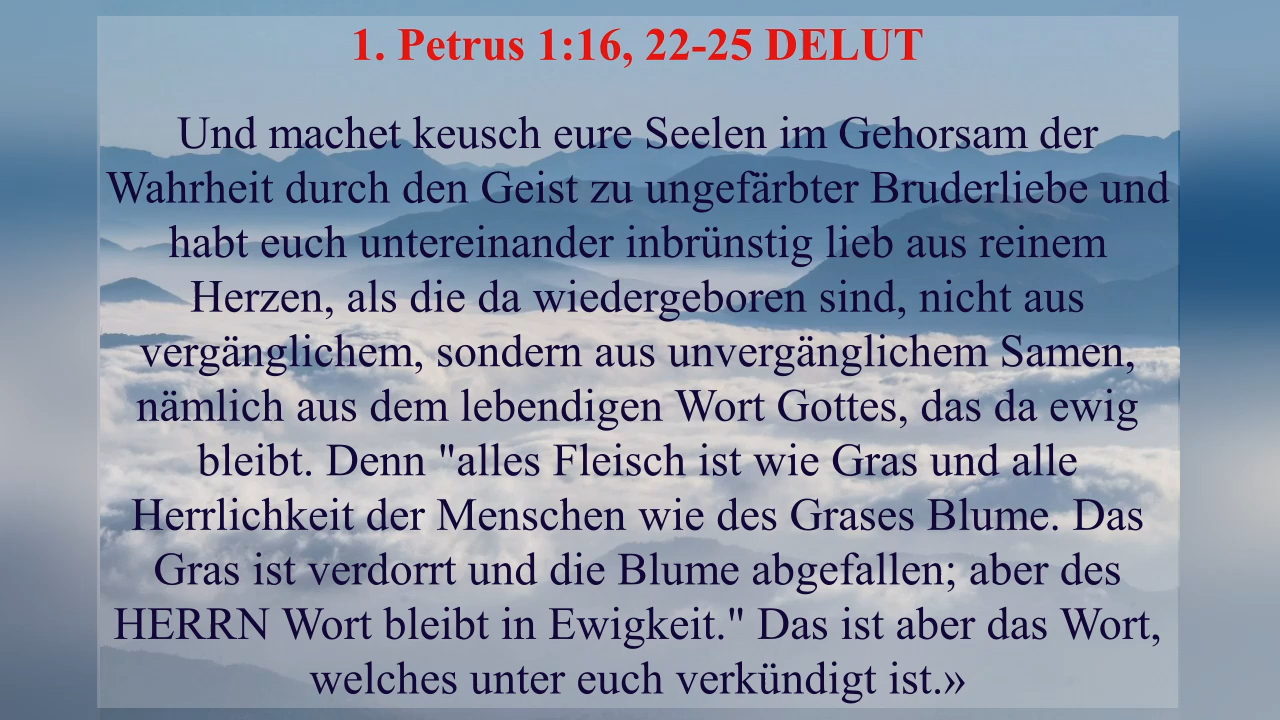 1. Petrus 1:16, 22-25 DELUT
Und machet keusch eure Seelen im Gehorsam der
Wahrheit durch den Geist zu ungefärbter Bruderliebe und
habt euch untereinander inbrünstig lieb aus reinem
Herzen, als die da wiedergeboren sind, nicht aus
vergänglichem, sondern aus unvergänglichem Samen,
nämlich aus dem lebendigen Wort Gottes, das da ewig
bleibt. Denn "alles Fleisch ist wie Gras und alle
Herrlichkeit der Menschen wie des Grases Blume. Das
Gras ist verdorrt und die Blume abgefallen; aber des
HERRN Wort bleibt in Ewigkeit." Das ist aber das Wort,
welches unter euch verkündigt ist.»